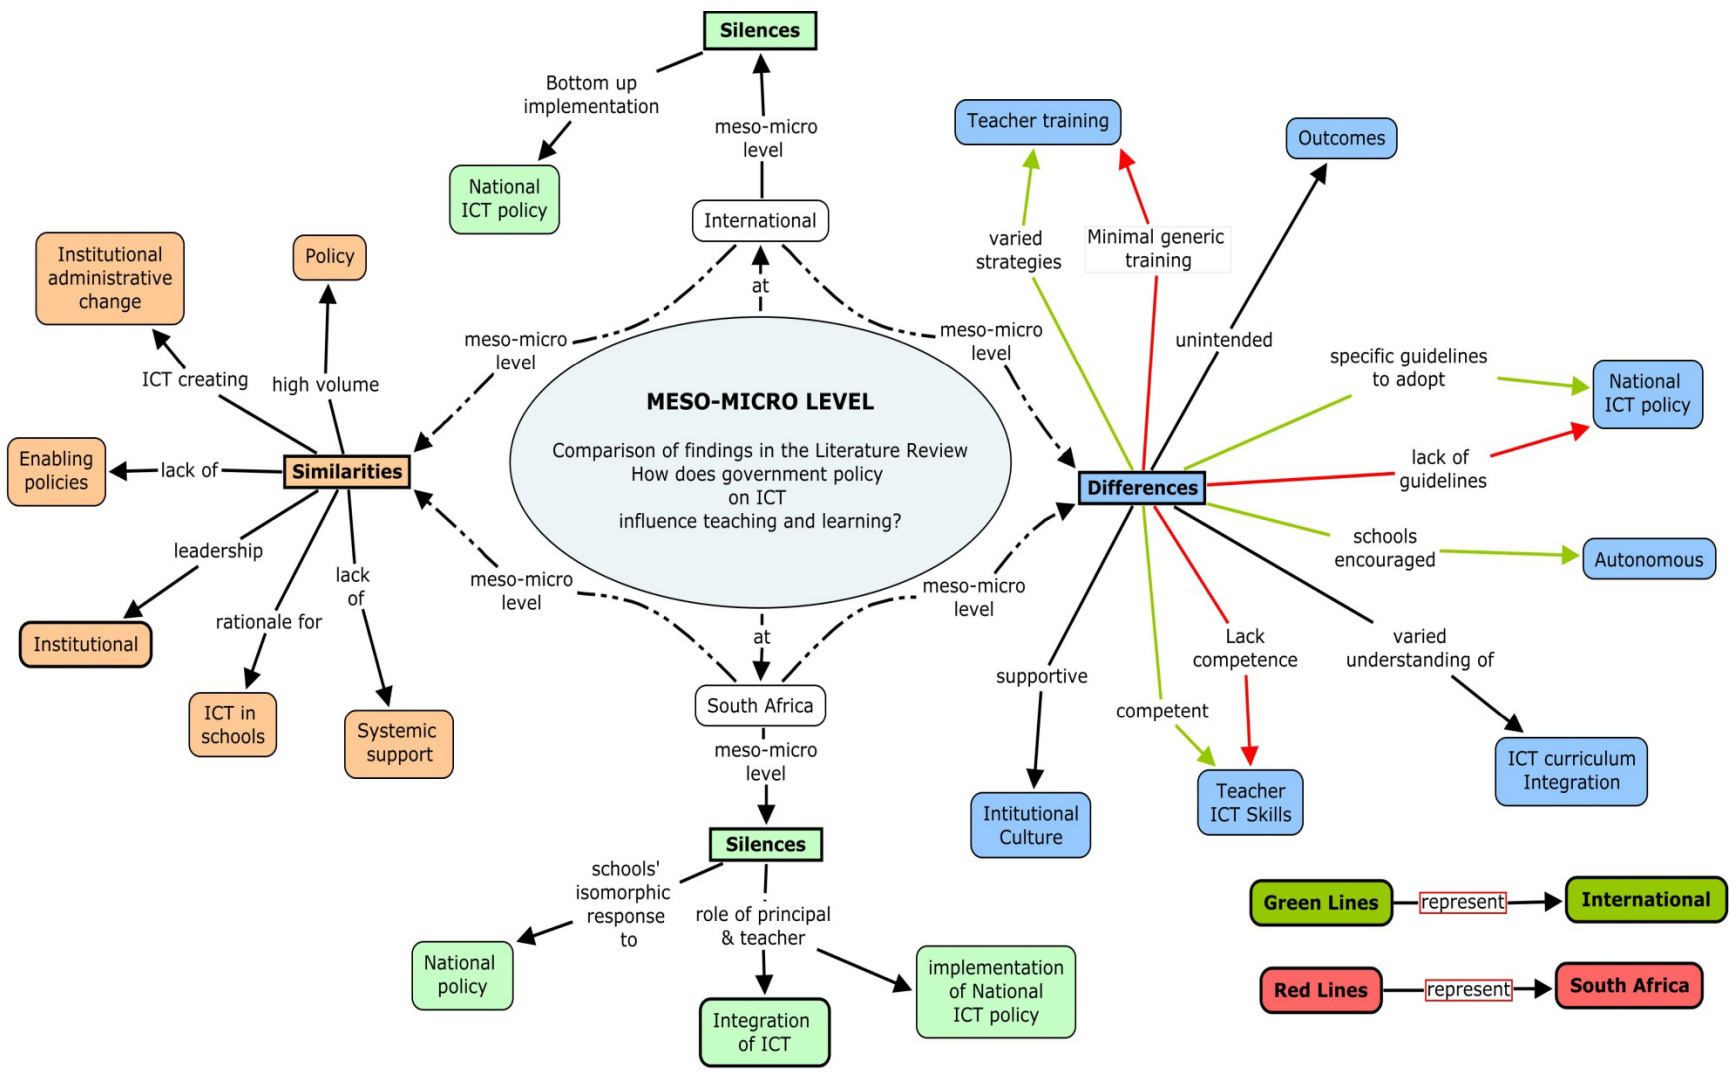 Silences
Bottom up
implementation
meso-micro
level
National
ICT policy
International
at
meso-micro
level
meso-micro
level
Institutional
administrative
change
Policy
ICT creating
high volume
Enabling
policies
lack of
Similarities
leadership
Institutional
rationale for
ICT in
schools
lack
of
Systemic
support
MESO-MICRO LEVEL
Comparison of findings in the Literature Review
How does government policy
on ICT
influence teaching and learning?
Teacher training
Outcomes
varied
strategies
Minimal generic
training
unintended
specific guidelines
to adopt
National
ICT policy
lack of
guidelines
Differences
schools
encouraged
Autonomous
varied
understanding of
ICT curriculum
Integration
Lack
competence
competent
Teacher
ICT Skills
supportive
Intitutional
Culture
meso-micro
level
meso-micro
level
at
South Africa
meso-micro
level
Silences
schools'
isomorphic
response
to
National
policy
role of principal
& teacher
Integration
of ICT
implementation
of National
ICT policy
Green Lines
represent
International
Red Lines
represent
South Africa